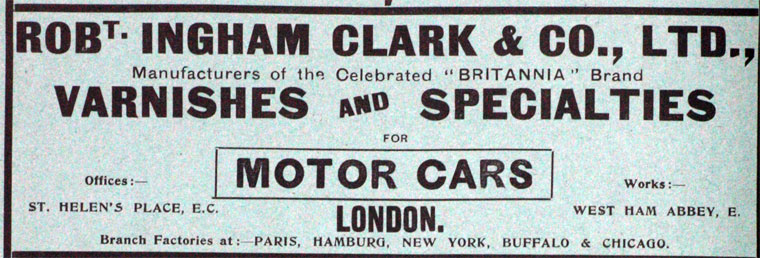 ROBT. INGHAM CLARK & CO., LTD.,
Manufacturers of the Celebrated "BRITANNIA" Brand
VARNISHES AND SPECIALTIES
FOR
MOTOR CARS
Offices:—
ST. HELEN'S PLACE, E.C.
Works:—
WEST HAM ABBEY, E.
LONDON.
Branch Factories at:—PARIS, HAMBURG, NEW YORK, BUFFALO & CHICAGO.